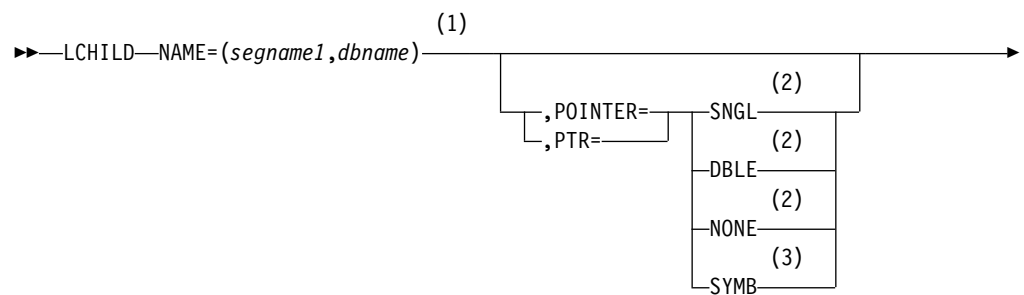 (1)
LCHILD NAME=(segname1,dbname)
(2)
,POINTER= SNGL
,PTR= (2)
DBLE
(2)
NONE
(3)
SYMB